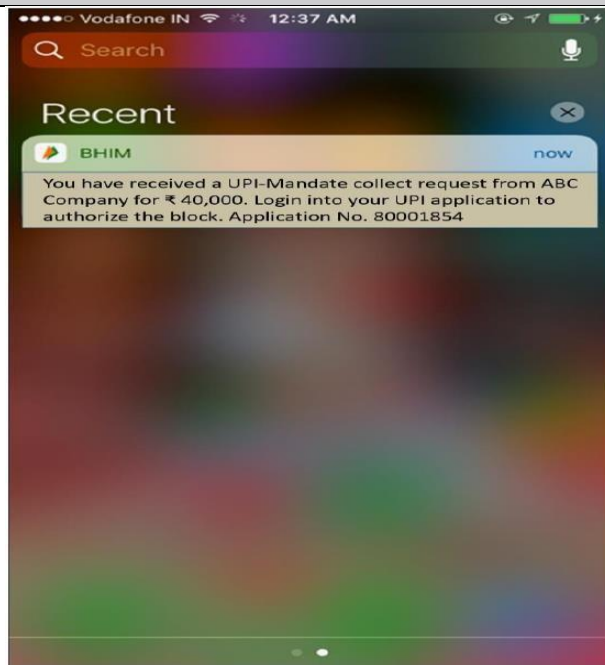 Vodafone IN 12:37 AM
Search
Recent
BHIM now
You have received a UPI-Mandate collect request from ABC
Company for ₹ 40,000. Login into your UPI application to
authorize the block. Application No. 80001854